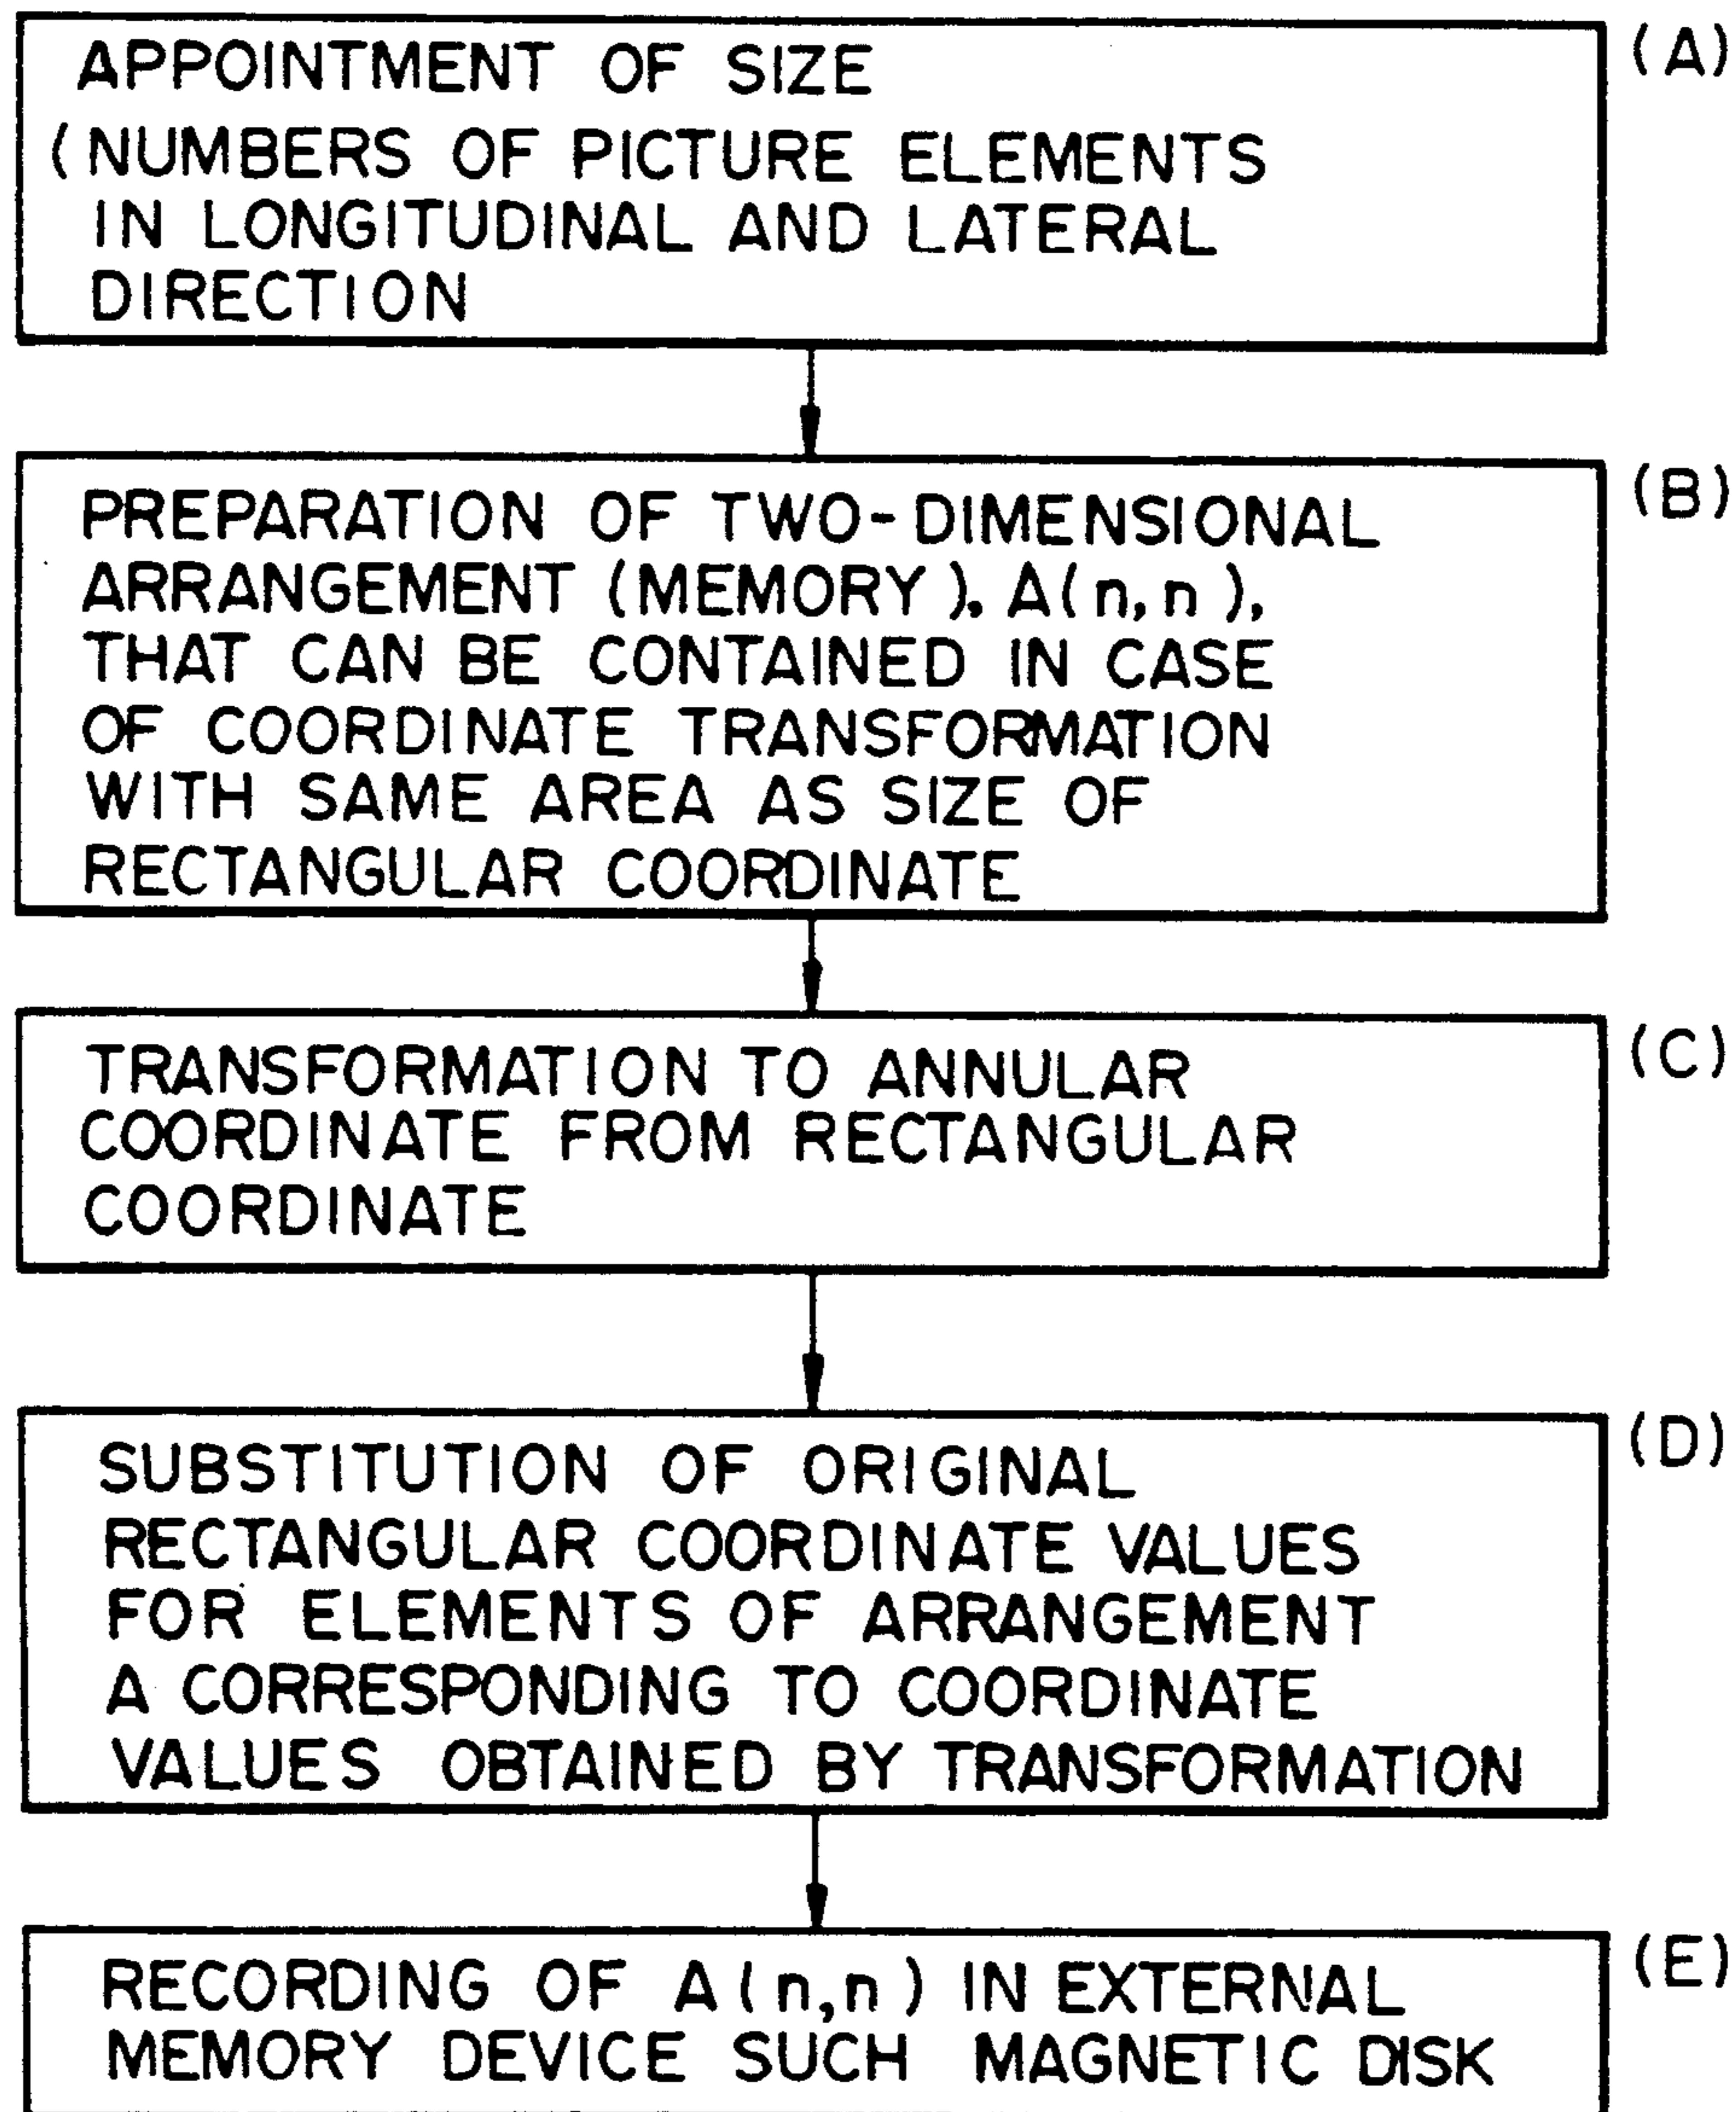 APPOINTMENT OF SIZE (A)
(NUMBERS OF PICTURE ELEMENTS
IN LONGITUDINAL AND LATERAL
DIRECTION
PREPARATION OF TWO-DIMENSIONAL (B)
ARRANGEMENT (MEMORY). A(n,n),
THAT CAN BE CONTAINED IN CASE
OF COORDINATE TRANSFORMATION
WITH SAME AREA AS SIZE OF
RECTANGULAR COORDINATE
TRANSFORMATION TO ANNULAR (C)
COORDINATE FROM RECTANGULAR
COORDINATE
SUBSTITUTION OF ORIGINAL (D)
RECTANGULAR COORDINATE VALUES
FOR ELEMENTS OF ARRANGEMENT
A CORRESPONDING TO COORDINATE
VALUES OBTAINED BY TRANSFORMATION
RECORDING OF A(n,n) IN EXTERNAL (E)
MEMORY DEVICE SUCH MAGNETIC DISK